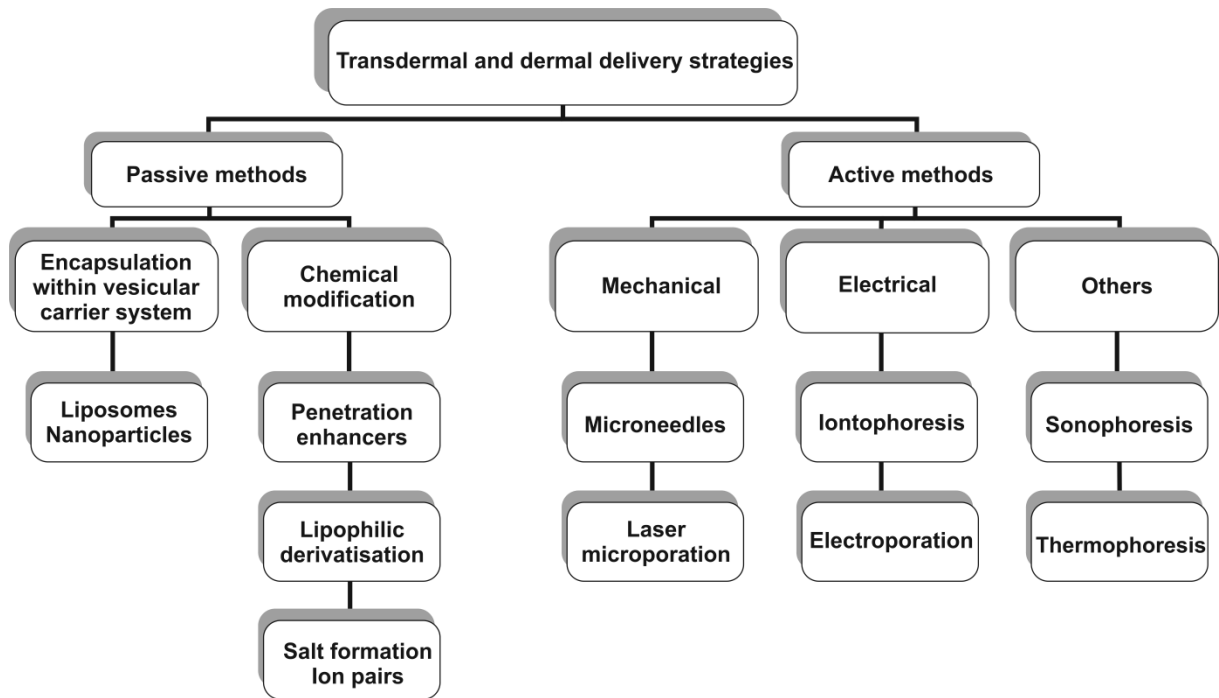 Transdermal and dermal delivery strategies
Passive methods
Active methods
Encapsulation
within vesicular
carrier system
Chemical
modification
Mechanical
Electrical
Others
Liposomes
Nanoparticles
Penetration
enhancers
Microneedles
Iontophoresis
Sonophoresis
Lipophilic
derivatisation
Laser
microporation
Electroporation
Thermophoresis
Salt formation
Ion pairs